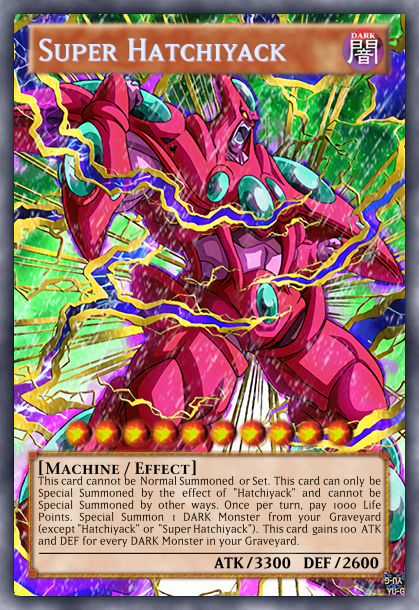 Super Hatchiyack
DARK
闇
[Machine / Effect]
This card cannot be Normal Summoned or Set. This card can only be
Special Summoned by the effect of "Hatchiyack" and cannot be
Special Summoned by other ways. Once per turn, pay 1000 Life
Points. Special Summon 1 DARK Monster from your Graveyard
(except "Hatchiyack" or "Super Hatchiyack"). This card gains 100 ATK
and DEF for every DARK Monster in your Graveyard.
ATK/3300 DEF/2600